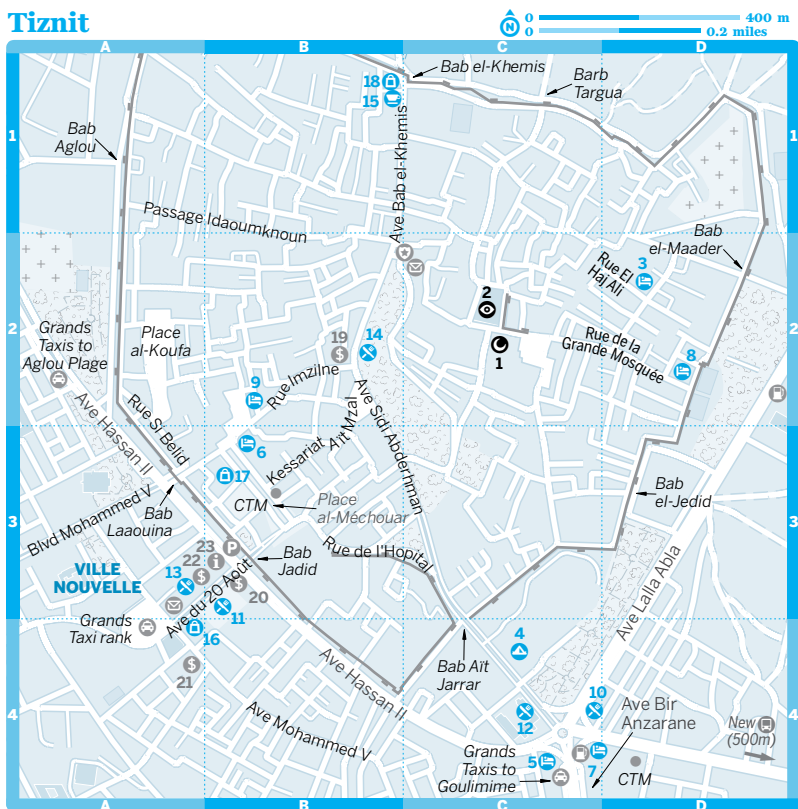 Tiznit
N
0 400 m
0 0.2 miles
A B C D
Bab el-Khemis
18
15
Barb
Targua
1
1
Bab
Aglou
Ave Bab el-Khemis
Passage Idaoumknoun
Bab
el-Maader
3
Rue El
Haj Ali
2
2
2
Grands
Taxis to
Aglou Plage
Place
al-Koufa
19
$
14
1
Rue de la
Grande Mosquée
8
9
Rue Imzilne
Ave Hassan II
Rue Si Belid
Ave Sidi Abderhman
6
Kessariat
Aït Mzal
17
CTM
Place
al-Méchouar
Bab
el-Jedid
Blvd Mohammed V
Bab
Laaouina
3
3
23
P
Bab
Jadid
Rue de l'Hopital
22
i
$
VILLE
NOUVELLE
13
$
20
Ave du 20 Août
11
Ave Lalla Abla
Grands
Taxi rank
16
4
21
$
Ave Hassan II
Bab Aït
Jarrar
10
Ave Bir
Anzarane
4
4
12
Ave Mohammed V
New
(500m)
Grands
Taxis to
Goulimime
5
7
CTM
A B C D